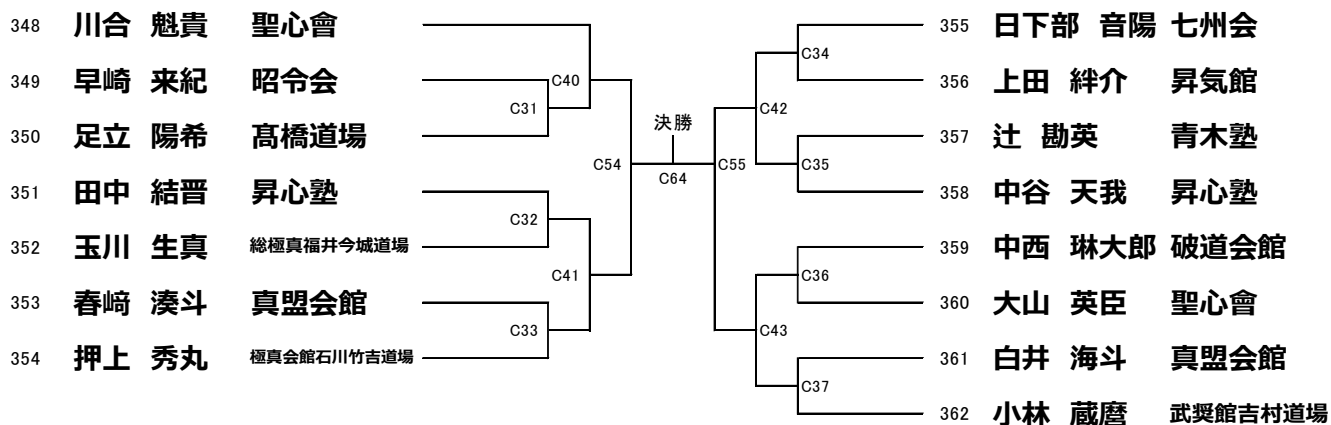 348 川合 魁貴 聖心會
349 早崎 来紀 昭令会
350 足立 陽希 髙橋道場
351 田中 結晋 昇心塾
352 玉川 生真 総極真福井今城道場
353 春﨑 湊斗 真盟会館
354 押上 秀丸 極真会館石川竹吉道場
C40
C31
C32
C41
C33
C54
決勝
C64
C55
C34
C42
C35
C36
C43
C37
355 日下部 音陽 七州会
356 上田 絆介 昇気館
357 辻 勘英 青木塾
358 中谷 天我 昇心塾
359 中西 琳大郎 破道会館
360 大山 英臣 聖心會
361 白井 海斗 真盟会館
362 小林 蔵麿 武奨館吉村道場